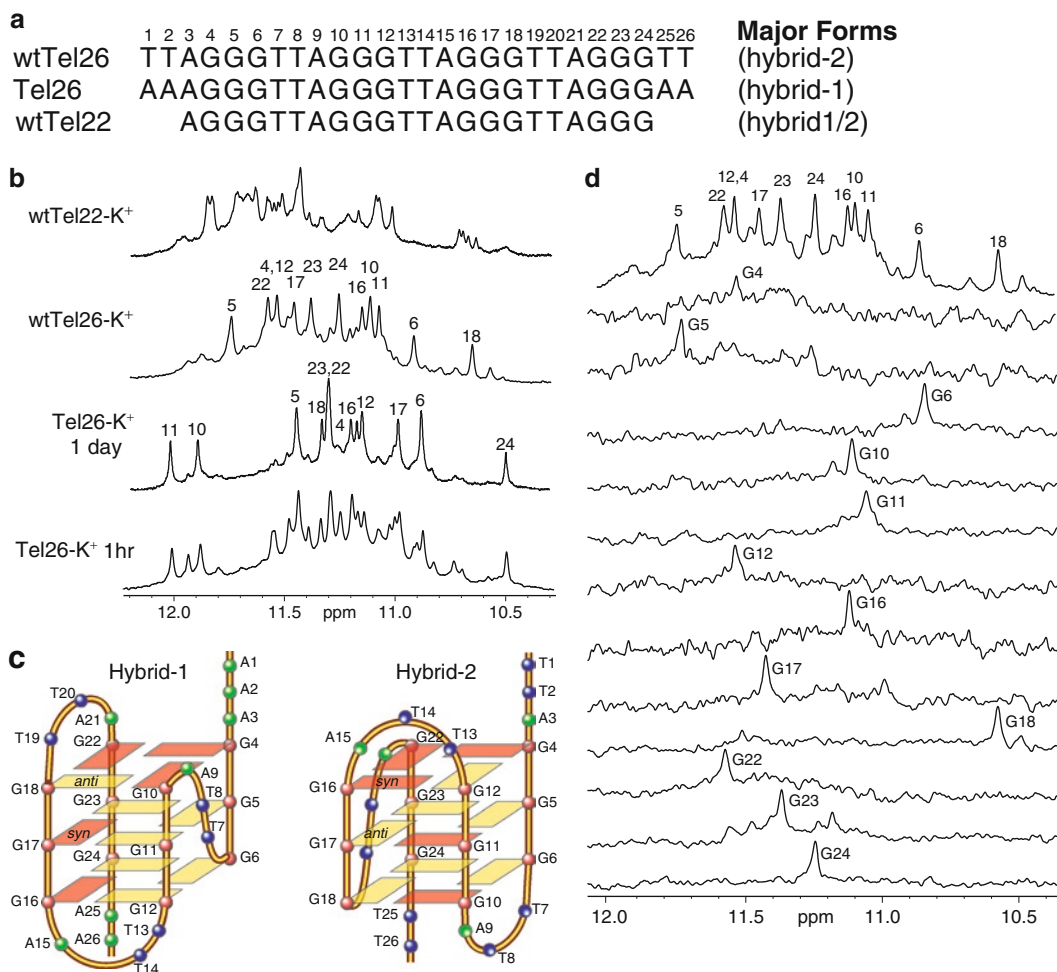 a
1 2 3 4 5 6 7 8 9 10 11 12 13 14 15 16 17 18 19 20 21 22 23 24 25 26
Major Forms
wtTel26 TTAGGGTTAGGGTTAGGGTTAGGGTT (hybrid-2)
Tel26 AAAGGGTTAGGGTTAGGGTTAGGGAA (hybrid-1)
wtTel22 AGGGTTAGGGTTAGGGTTAGGG (hybrid1/2)
b
wtTel22-K⁺
wtTel26-K⁺
5 22 4,12 17 23 24 16 10 11 6 18
Tel26-K⁺
1 day
11 10 5 18 23,22 4 16 12 17 6 24
Tel26-K⁺ 1hr
12.0 11.5 ppm 11.0 10.5
c
Hybrid-1
T20
A21
T19
G22
G18
anti
G23
G17
syn
G24
G16
A25
A15
A26
T14
T13
G12
G11
G10
A9
T8
T7
A1
A2
A3
G4
G5
G6
Hybrid-2
T14
A15
G22
T13
G16
syn
G23
G12
G17
anti
G24
G11
G18
T25
G10
T26
A9
T8
T7
T1
T2
A3
G4
G5
G6
d
5 22 12,4 17 23 24 16 10 11 6 18
G4
G5
G6
G10
G11
G12
G16
G17
G18
G22
G23
G24
12.0 11.5 ppm 11.0 10.5